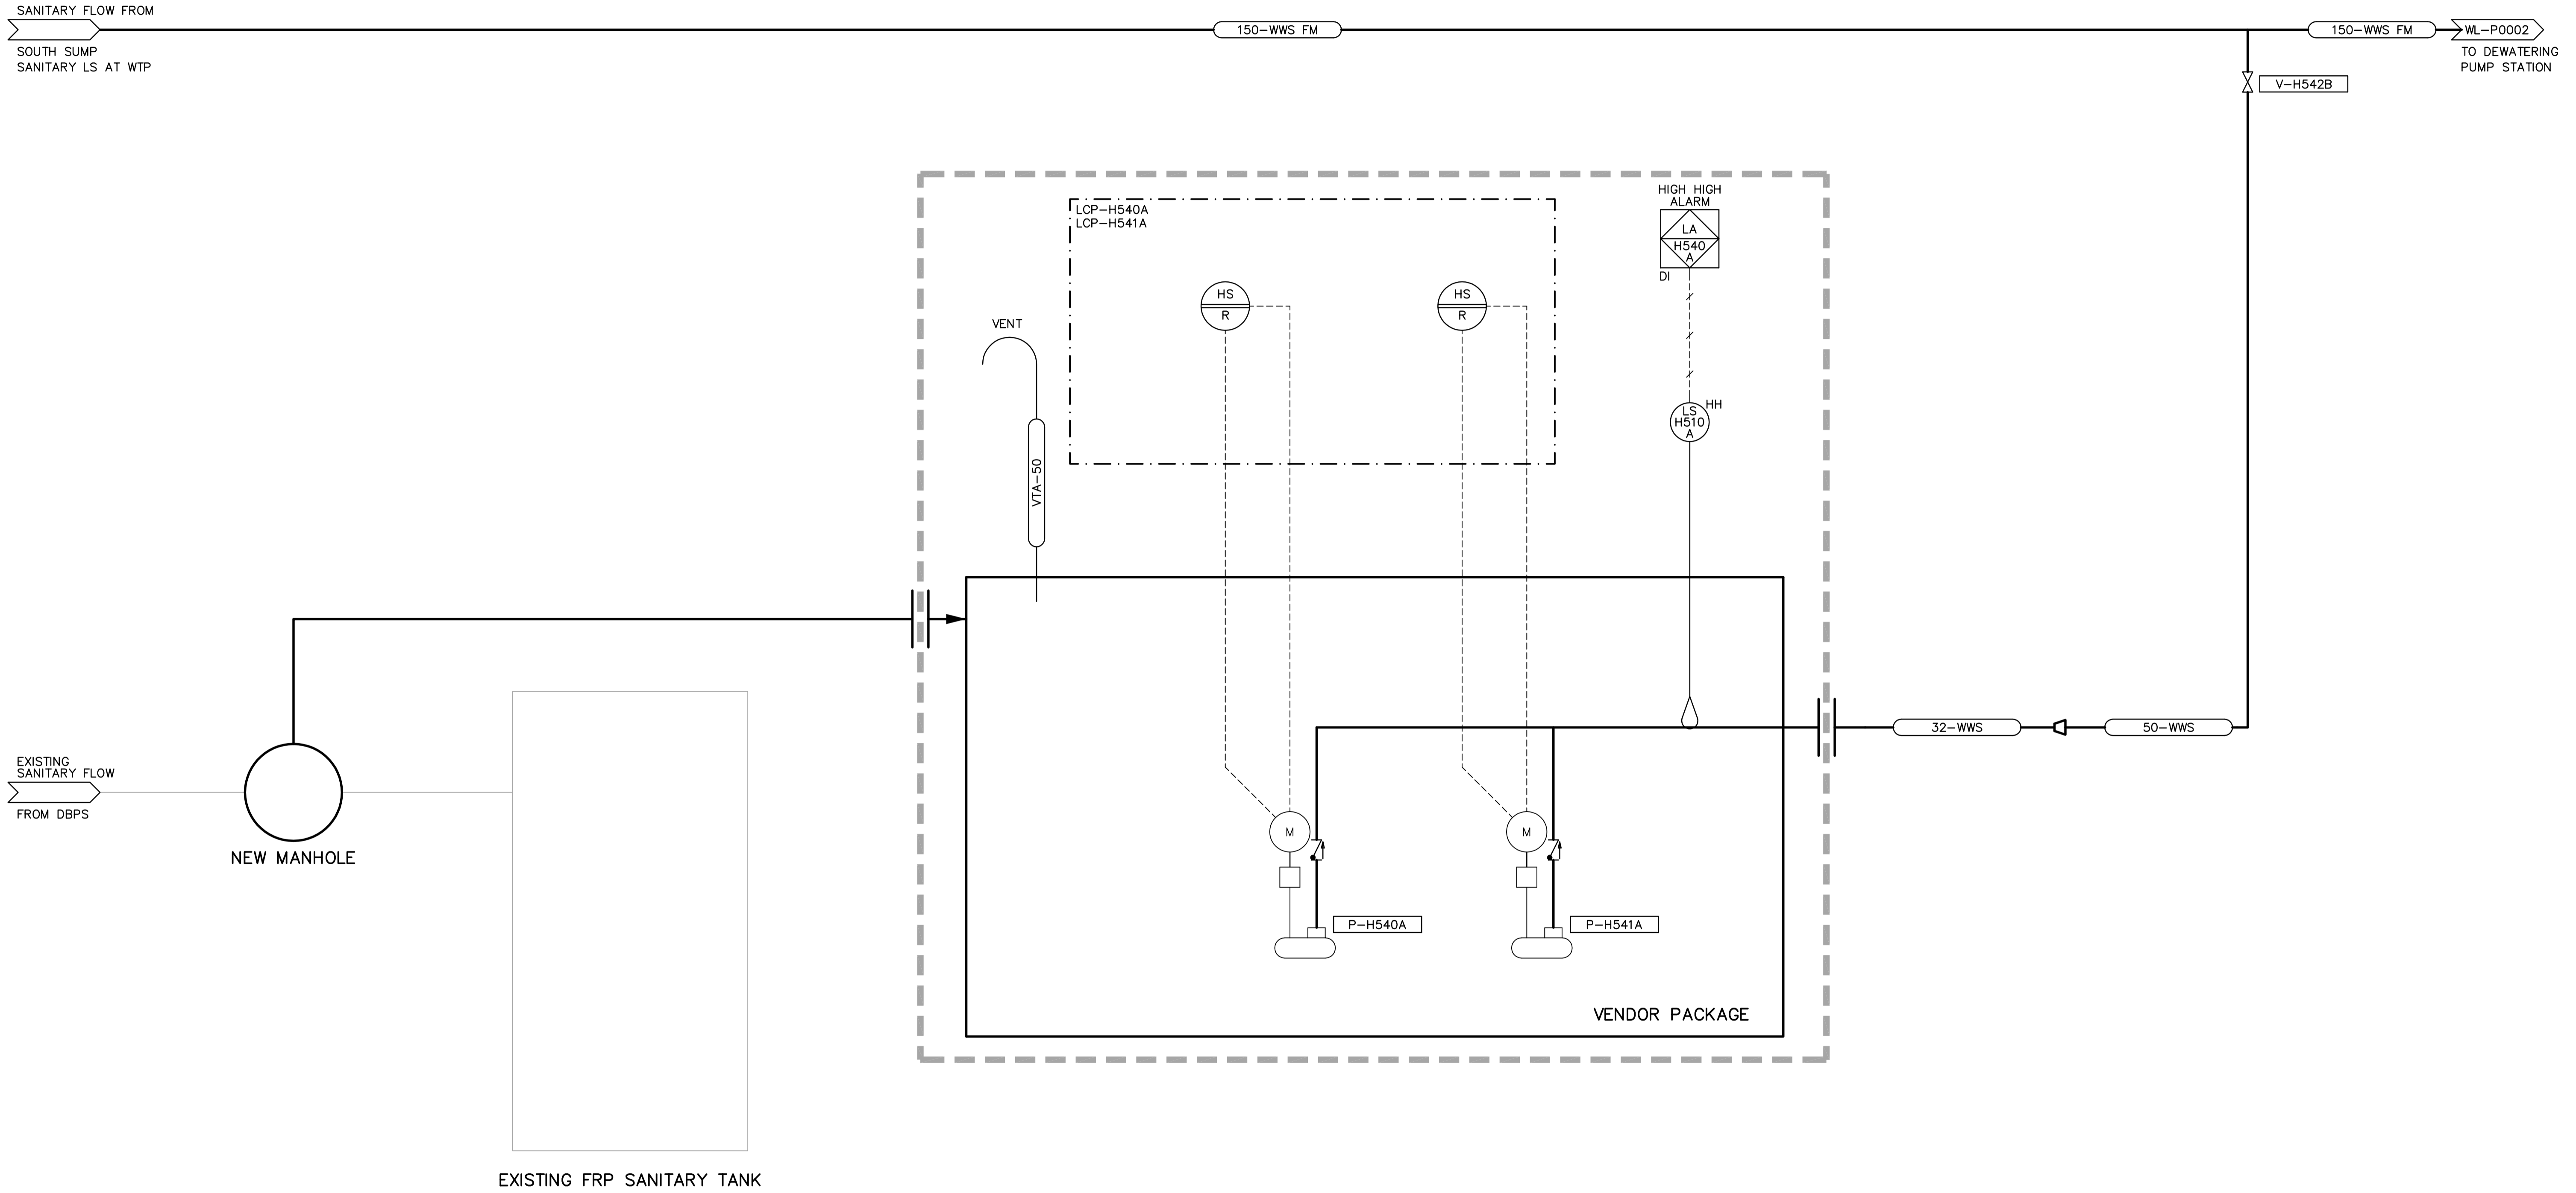 SANITARY FLOW FROM
SOUTH SUMP
SANITARY LS AT WTP
150-WWS FM
150-WWS FM
WL-P0002
TO DEWATERING
PUMP STATION
V-H542B
LCP-H540A
LCP-H541A
HIGH HIGH
ALARM
LA
H540
A
DI
HS
R
HS
R
VENT
LS
H510
A
HH
VTA-50
32-WWS
50-WWS
EXISTING
SANITARY FLOW
FROM DBPS
NEW MANHOLE
M
M
P-H540A
P-H541A
VENDOR PACKAGE
EXISTING FRP SANITARY TANK